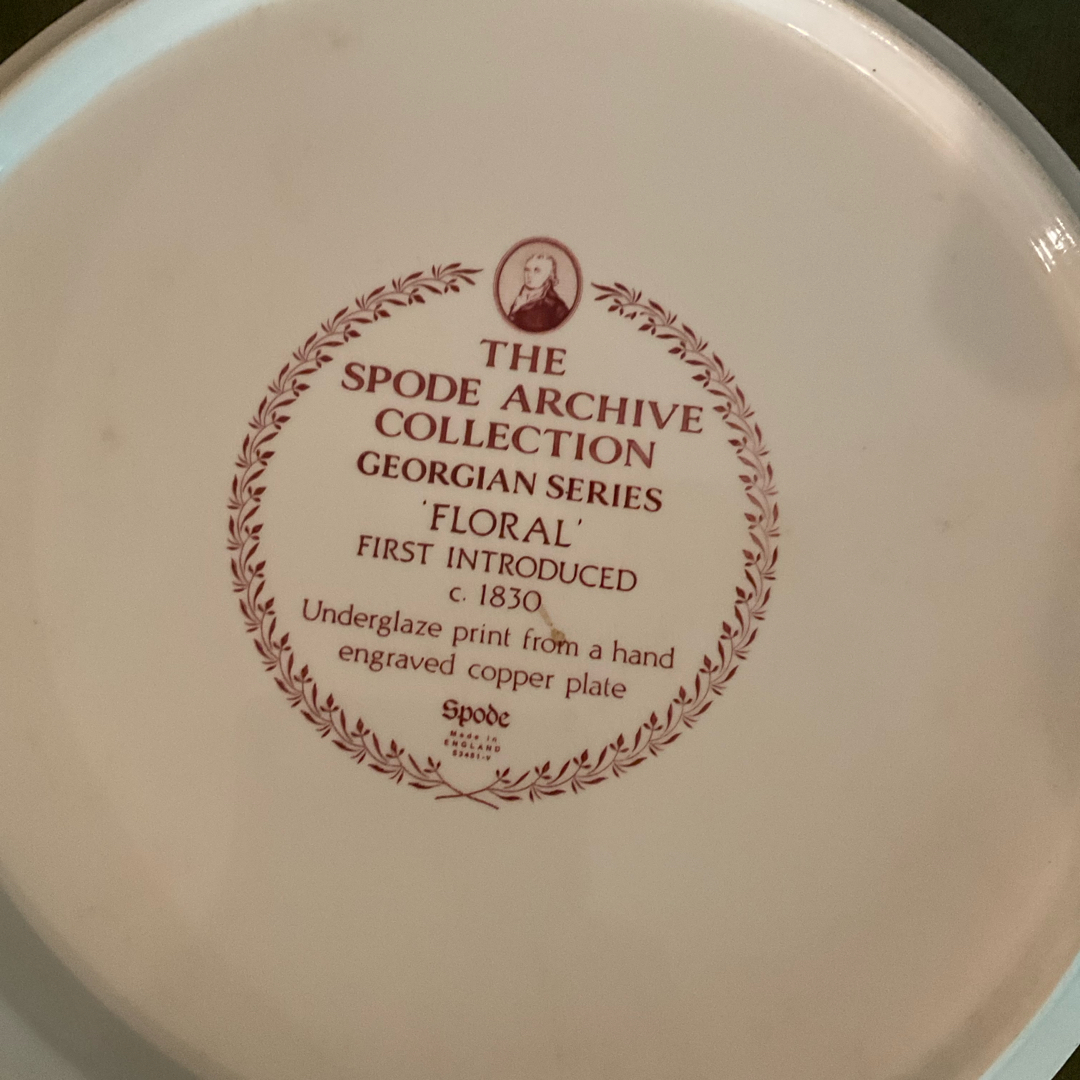 THE
SPODE ARCHIVE
COLLECTION
GEORGIAN SERIES
'FLORAL'
FIRST INTRODUCED
c. 1830
Underglaze print from a hand
engraved copper plate
Spode
Made in
ENGLAND